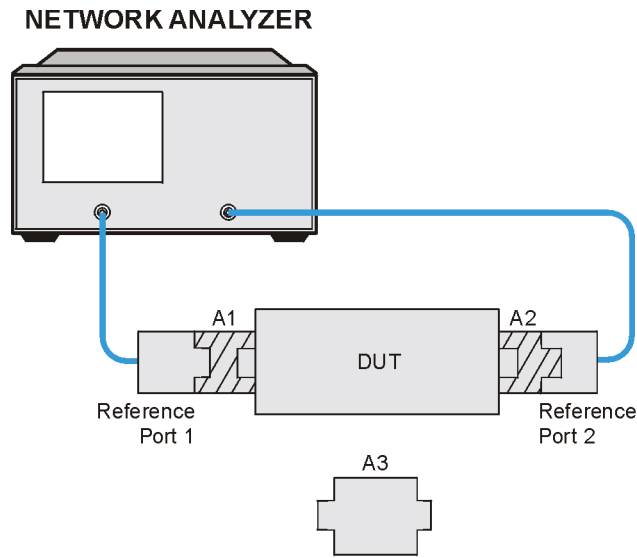 NETWORK ANALYZER
A1
A2
DUT
Reference
Port 1
Reference
Port 2
A3